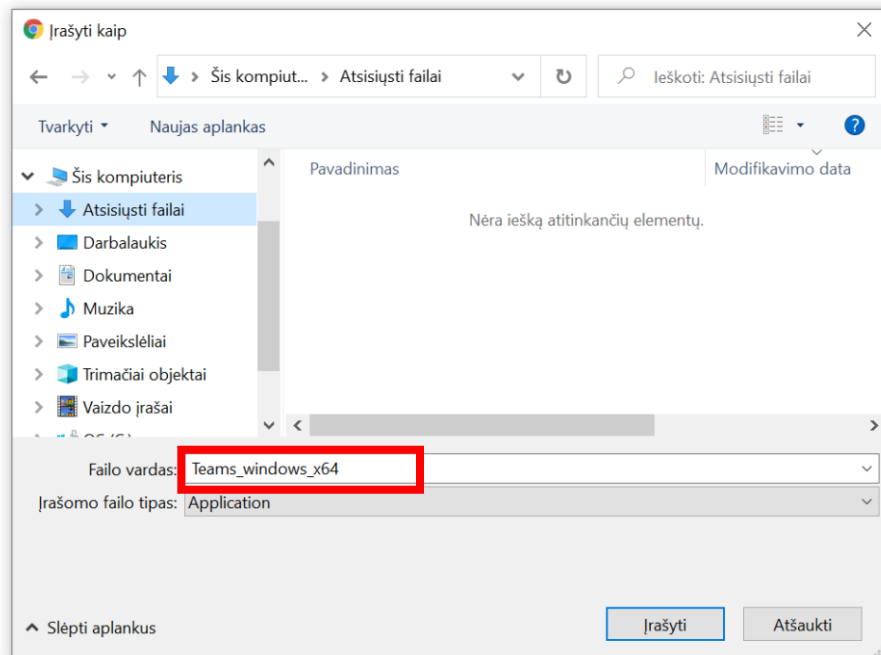 Įrašyti kaip
Šis kompiut... > Atsisiųsti failai
Ieškoti: Atsisiųsti failai
Tvarkyti
Naujas aplankas
Šis kompiuteris
Atsisiųsti failai
Darbalaukis
Dokumentai
Muzika
Paveikslėliai
Trimačiai objektai
Vaizdo įrašai
Pavadinimas
Modifikavimo data
Nėra iešką atitinkančių elementų.
Failo vardas: Teams_windows_x64
Įrašomo failo tipas: Application
Slėpti aplankus
Įrašyti
Atšaukti